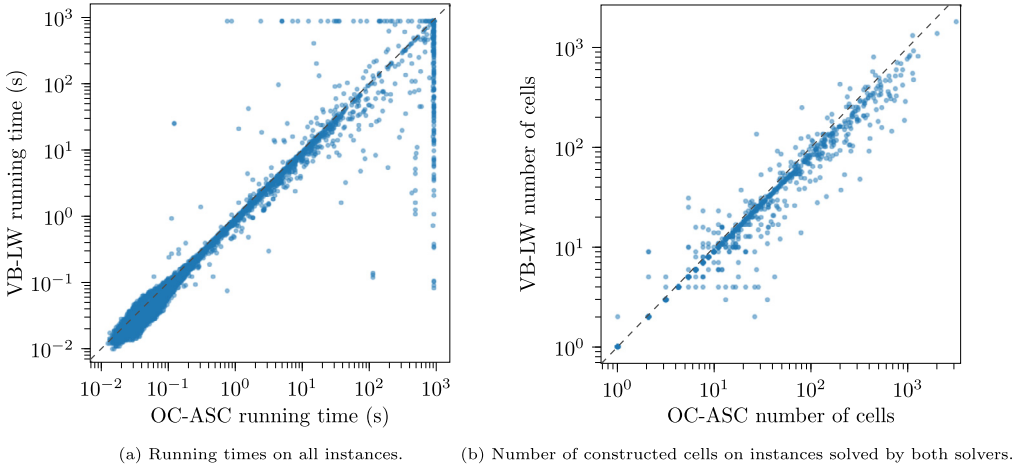 VB-LW running time (s)
10³
10²
10¹
10⁰
10⁻¹
10⁻²
10⁻² 10⁻¹ 10⁰ 10¹ 10² 10³
OC-ASC running time (s)
(a) Running times on all instances.
VB-LW number of cells
10³
10²
10¹
10⁰
10⁰ 10¹ 10² 10³
OC-ASC number of cells
(b) Number of constructed cells on instances solved by both solvers.